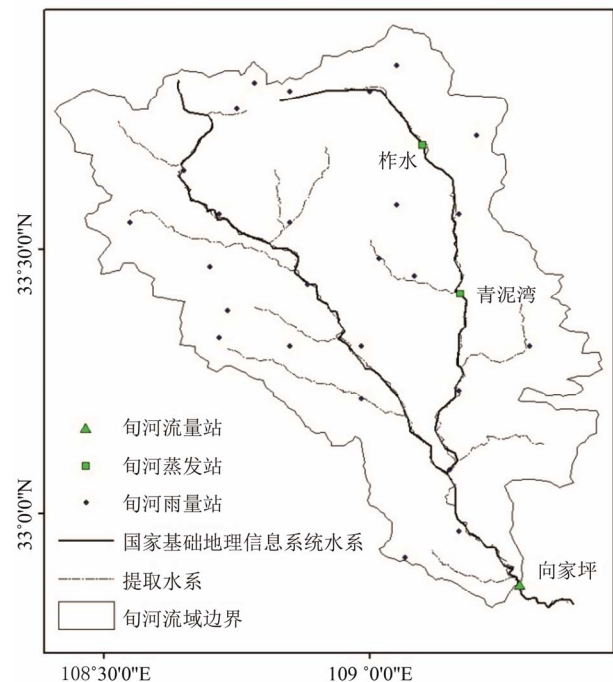 柞水
33°30'0"N
青泥湾
旬河流量站
旬河蒸发站
旬河雨量站
33°0'0"N
国家基础地理信息系统水系
向家坪
提取水系
旬河流域边界
108°30'0"E
109°0'0"E